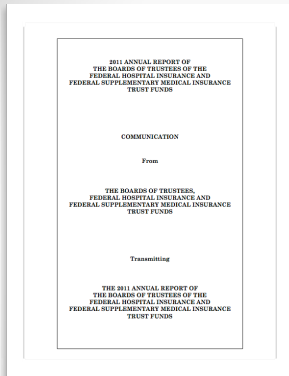 2011 ANNUAL REPORT OF
THE BOARDS OF TRUSTEES OF THE
FEDERAL HOSPITAL INSURANCE AND
FEDERAL SUPPLEMENTARY MEDICAL INSURANCE
TRUST FUNDS
COMMUNICATION
From
THE BOARDS OF TRUSTEES,
FEDERAL HOSPITAL INSURANCE AND
FEDERAL SUPPLEMENTARY MEDICAL INSURANCE
TRUST FUNDS
Transmitting
THE 2011 ANNUAL REPORT OF
THE BOARDS OF TRUSTEES OF THE
FEDERAL HOSPITAL INSURANCE AND
FEDERAL SUPPLEMENTARY MEDICAL INSURANCE
TRUST FUNDS